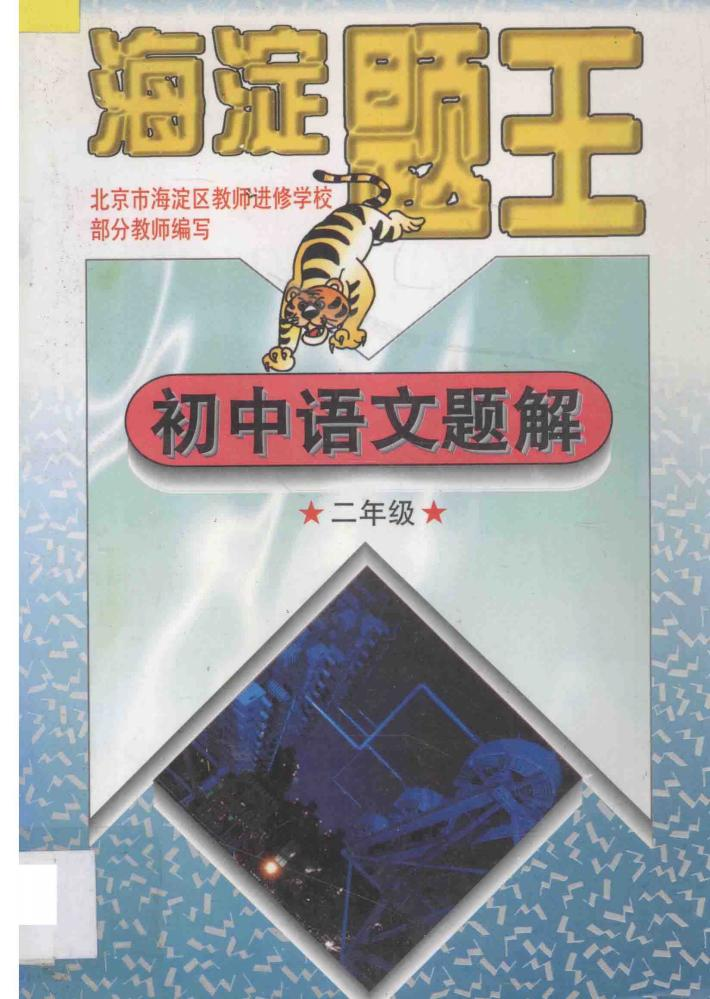 海淀题王
北京市海淀区教师进修学校
部分教师编写
初中语文题解
★二年级★